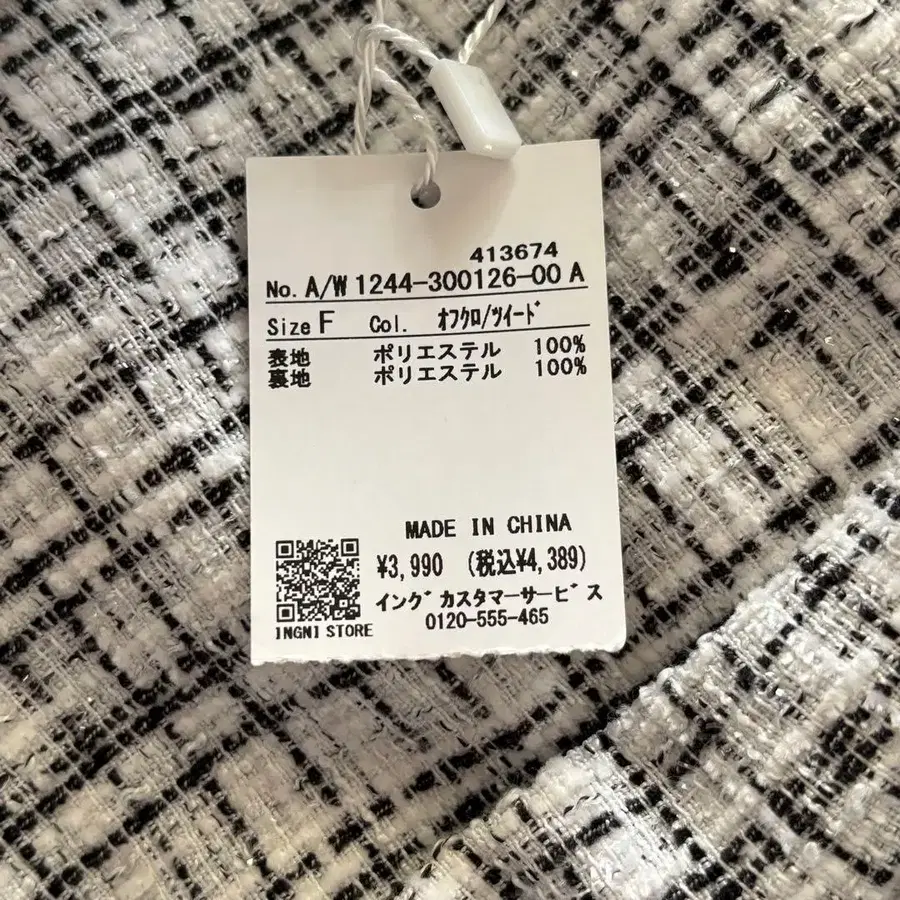 413674
No. A/W 1244-300126-00 A
Size F Col. ｵﾌｸﾛ/ﾂｲｰﾄﾞ
表地 ポリエステル 100%
裏地 ポリエステル 100%
MADE IN CHINA
¥3,990 (税込¥4,389)
イングﾞ カスタマーサービﾞス
0120-555-465
INGNI STORE